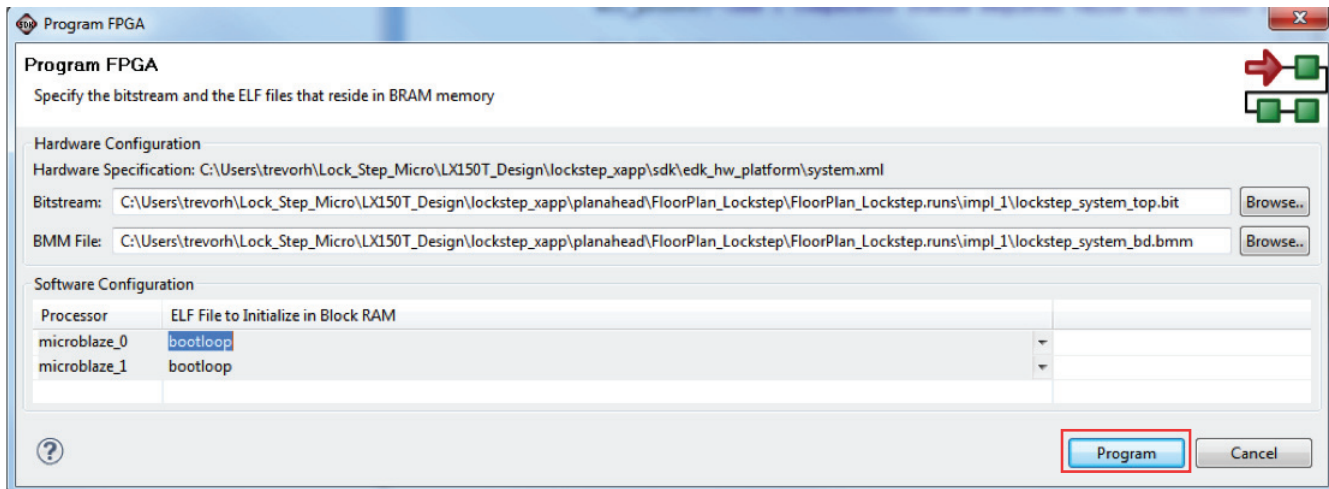 Program FPGA
Program FPGA
Specify the bitstream and the ELF files that reside in BRAM memory
Hardware Configuration
Hardware Specification: C:\Users\trevorh\Lock_Step_Micro\LX150T_Design\lockstep_xapp\sdk\edk_hw_platform\system.xml
Bitstream: C:\Users\trevorh\Lock_Step_Micro\LX150T_Design\lockstep_xapp\planahead\FloorPlan_Lockstep\FloorPlan_Lockstep.runs\impl_1\lockstep_system_top.bit Browse..
BMM File: C:\Users\trevorh\Lock_Step_Micro\LX150T_Design\lockstep_xapp\planahead\FloorPlan_Lockstep\FloorPlan_Lockstep.runs\impl_1\lockstep_system_bd.bmm Browse..
Software Configuration
Processor ELF File to Initialize in Block RAM
microblaze_0 bootloop
microblaze_1 bootloop
Program Cancel